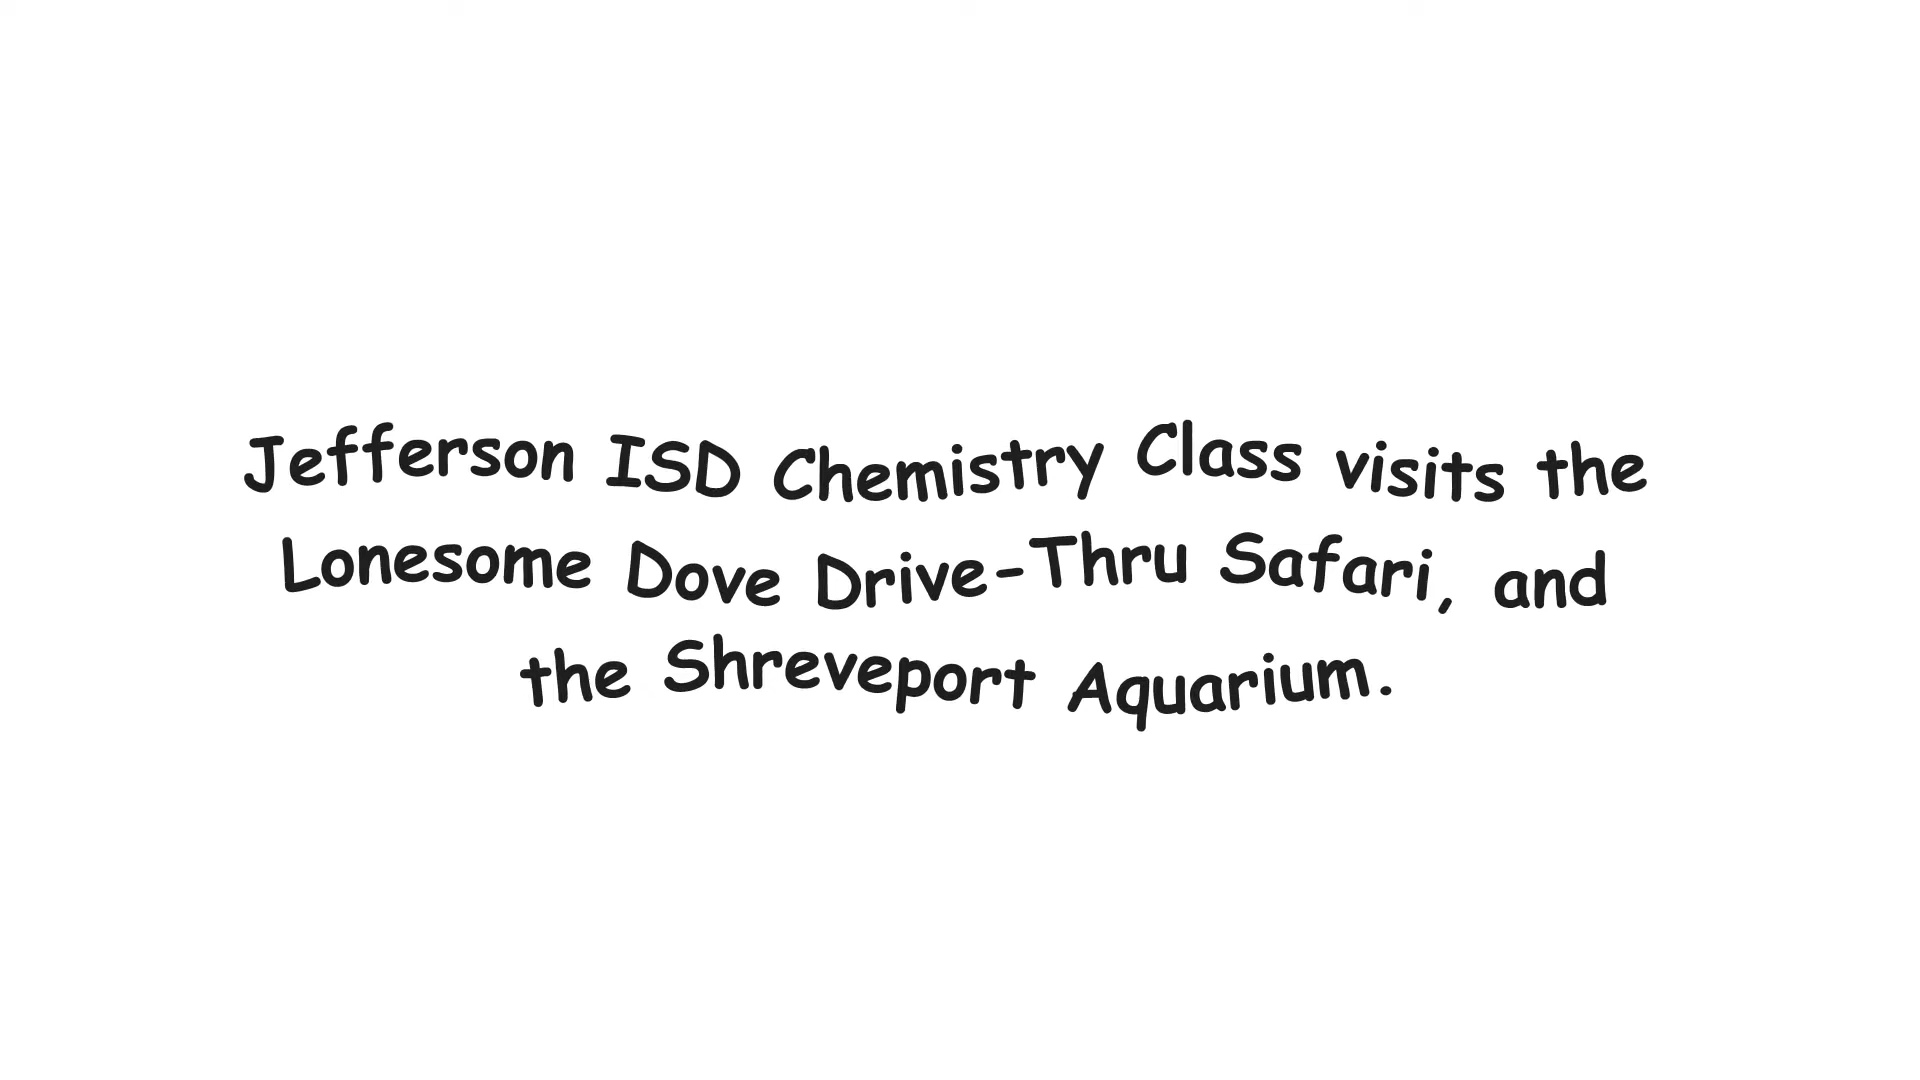 Jefferson ISD Chemistry Class visits the
Lonesome Dove Drive-Thru Safari, and
the Shreveport Aquarium.